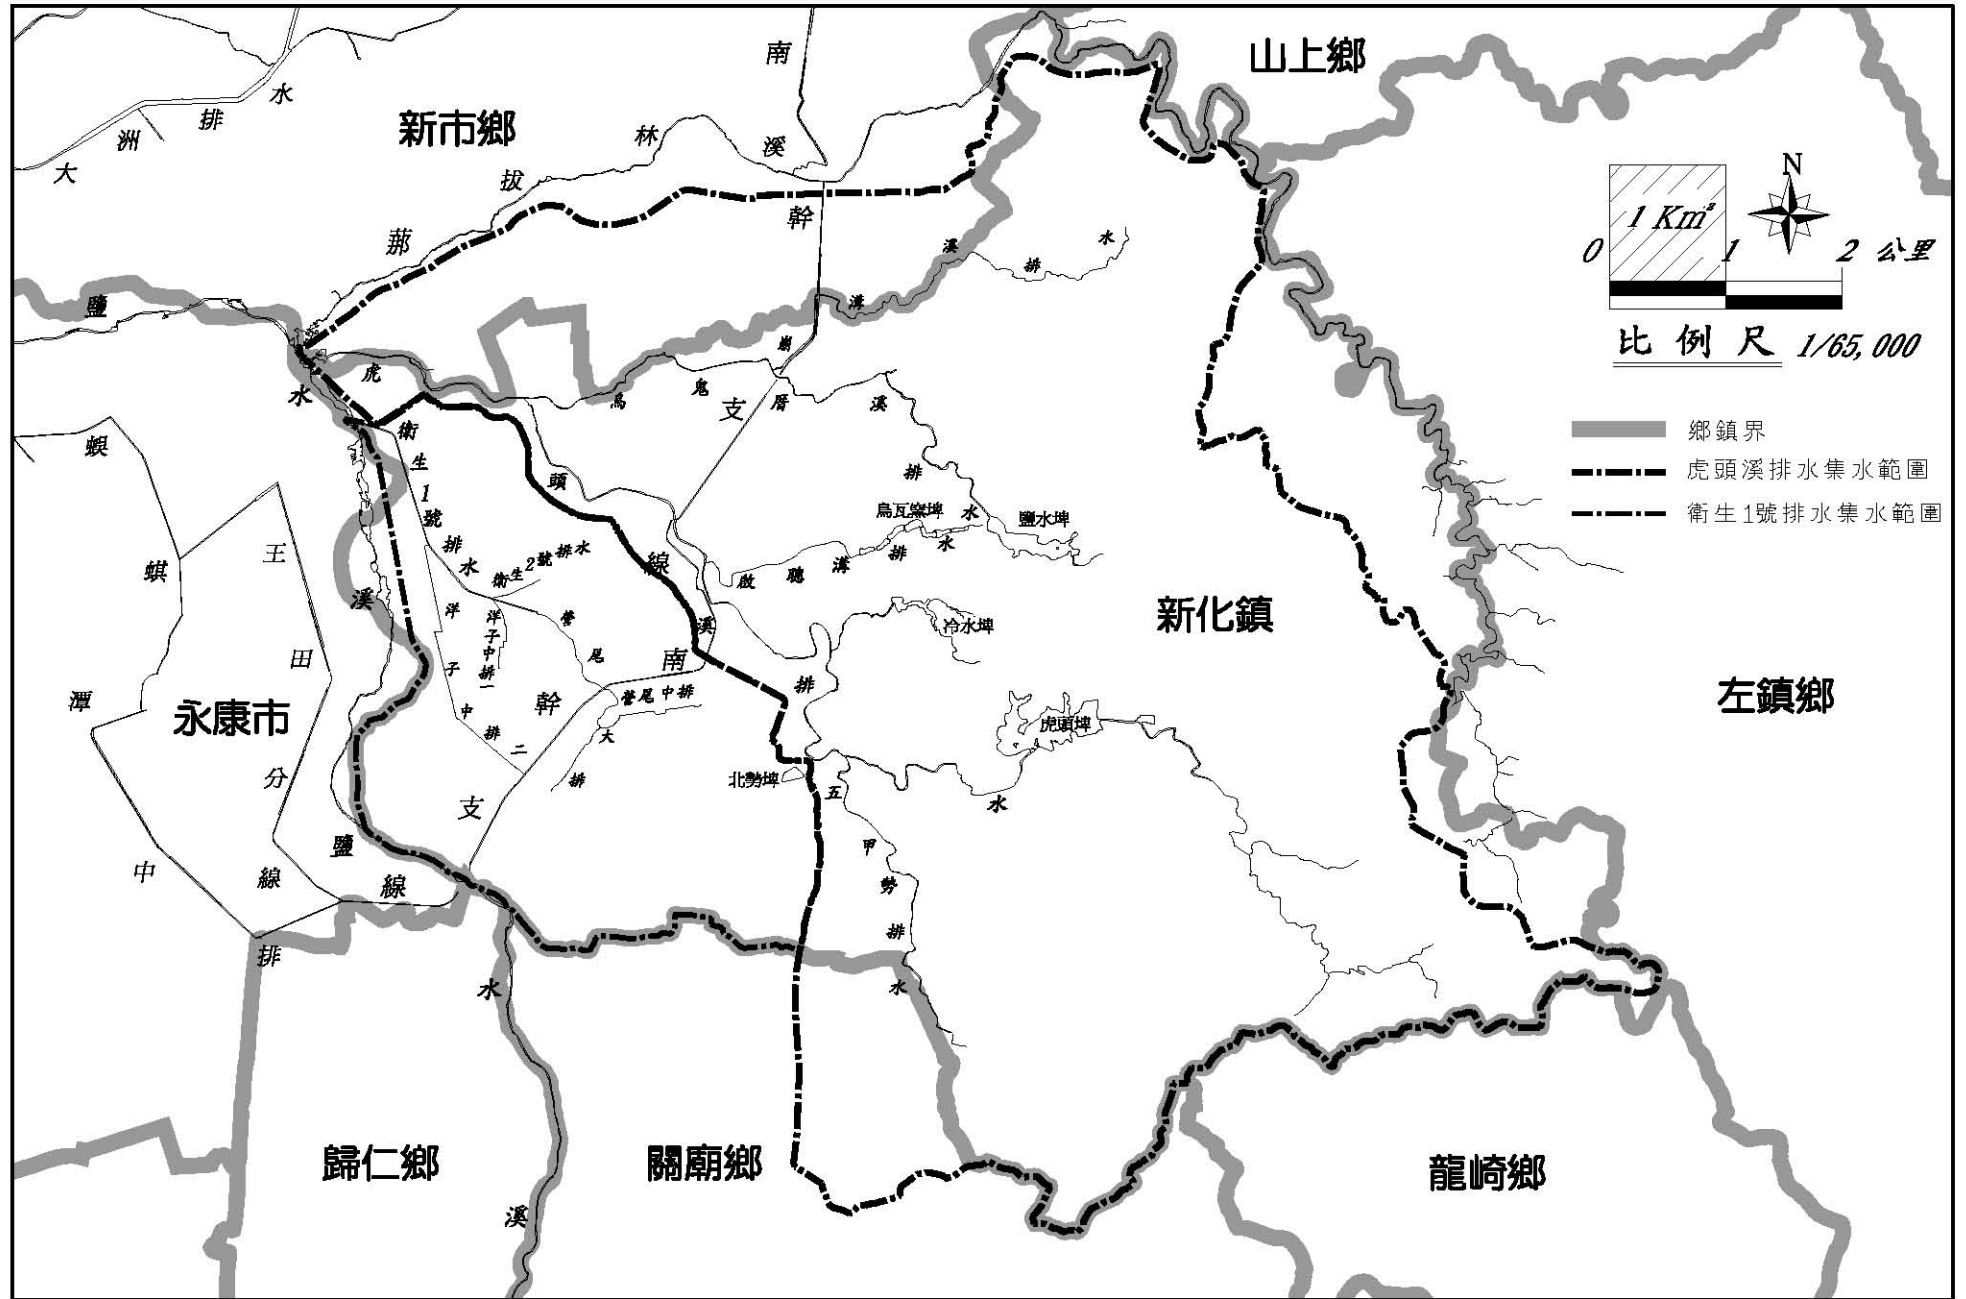 山上鄉
新市鄉
大洲排水
南幹支線
那拔林溪
N
1 Km²
0 1 2 公里
比例尺 1/65,000
鄉鎮界
虎頭溪排水集水範圍
衛生1號排水集水範圍
溪排水
鹽水溪
虎頭溪排水
衛生1號排水
衛生2號排水
洋子中排一
洋子中排二
營尾
營尾中排
大排
南幹支線
烏鬼厝溪排水
烏瓦窯埤
鹽水埤
啟聰溝排水
冷水埤
新化鎮
虎頭埤
北勢埤
五甲勢排水
左鎮鄉
永康市
王田分線
蜈蜞潭中排
鹽水溪
歸仁鄉
關廟鄉
龍崎鄉